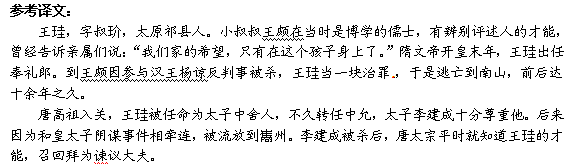 参考译文：
王珪，字叔玠，太原祁县人。小叔叔王颇在当时是博学的儒士，有辨别评述人的才能，
曾经告诉亲属们说：“我们家的希望，只有在这个孩子身上了。”隋文帝开皇末年，王珪出任
奉礼郎。到王颇因参与汉王杨谅反判事被杀，王珪当一块治罪，于是逃亡到南山，前后达
十余年之久。
唐高祖入关，王珪被任命为太子中舍人，不久转任中允，太子李建成十分尊重他。后来
因为和皇太子阴谋事件相牵连，被流放到嶲州。李建成被杀后，唐太宗平时就知道王珪的才
能，召回拜为谏议大夫。